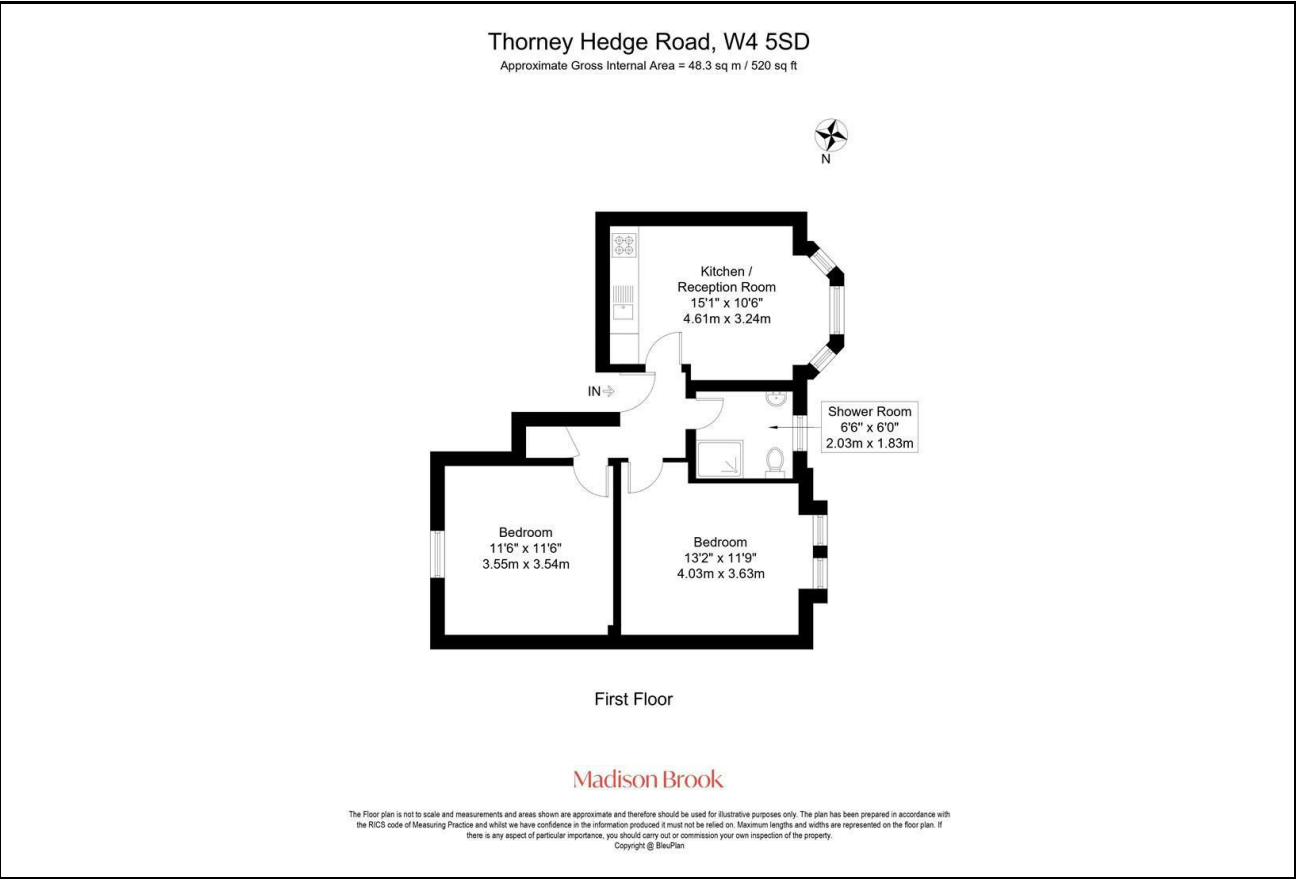 Thorney Hedge Road, W4 5SD
Approximate Gross Internal Area = 48.3 sq m / 520 sq ft
N
Kitchen /
Reception Room
15'1" x 10'6"
4.61m x 3.24m
IN
Shower Room
6'6" x 6'0"
2.03m x 1.83m
Bedroom
11'6" x 11'6"
3.55m x 3.54m
Bedroom
13'2" x 11'9"
4.03m x 3.63m
First Floor
Madison Brook
The Floor plan is not to scale and measurements and areas shown are approximate and therefore should be used for illustrative purposes only. The plan has been prepared in accordance with
the RICS code of Measuring Practice and whilst we have confidence in the information produced it must not be relied on. Maximum lengths and widths are represented on the floor plan. If
there is any aspect of particular importance, you should carry out or commission your own inspection of the property.
Copyright @ BleuPlan